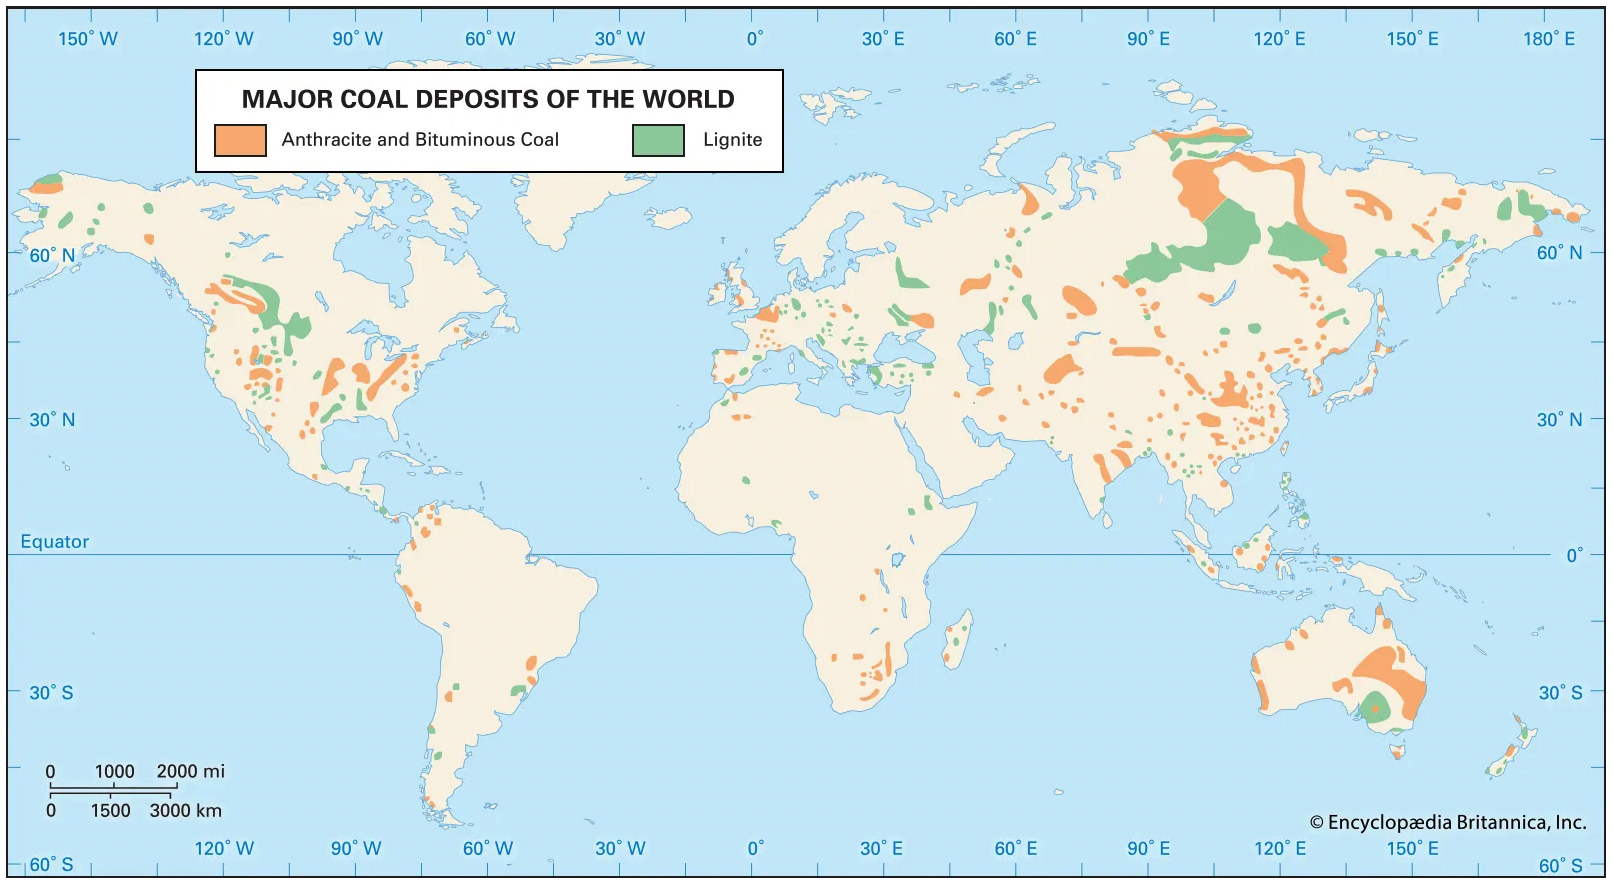 150° W 120° W 90° W 60° W 30° W 0° 30° E 60° E 90° E 120° E 150° E 180° E
MAJOR COAL DEPOSITS OF THE WORLD
Anthracite and Bituminous Coal Lignite
60° N 60° N
30° N 30° N
Equator 0°
30° S 30° S
0 1000 2000 mi
0 1500 3000 km
© Encyclopædia Britannica, Inc.
120° W 90° W 60° W 30° W 0° 30° E 60° E 90° E 120° E 150° E
60° S 60° S